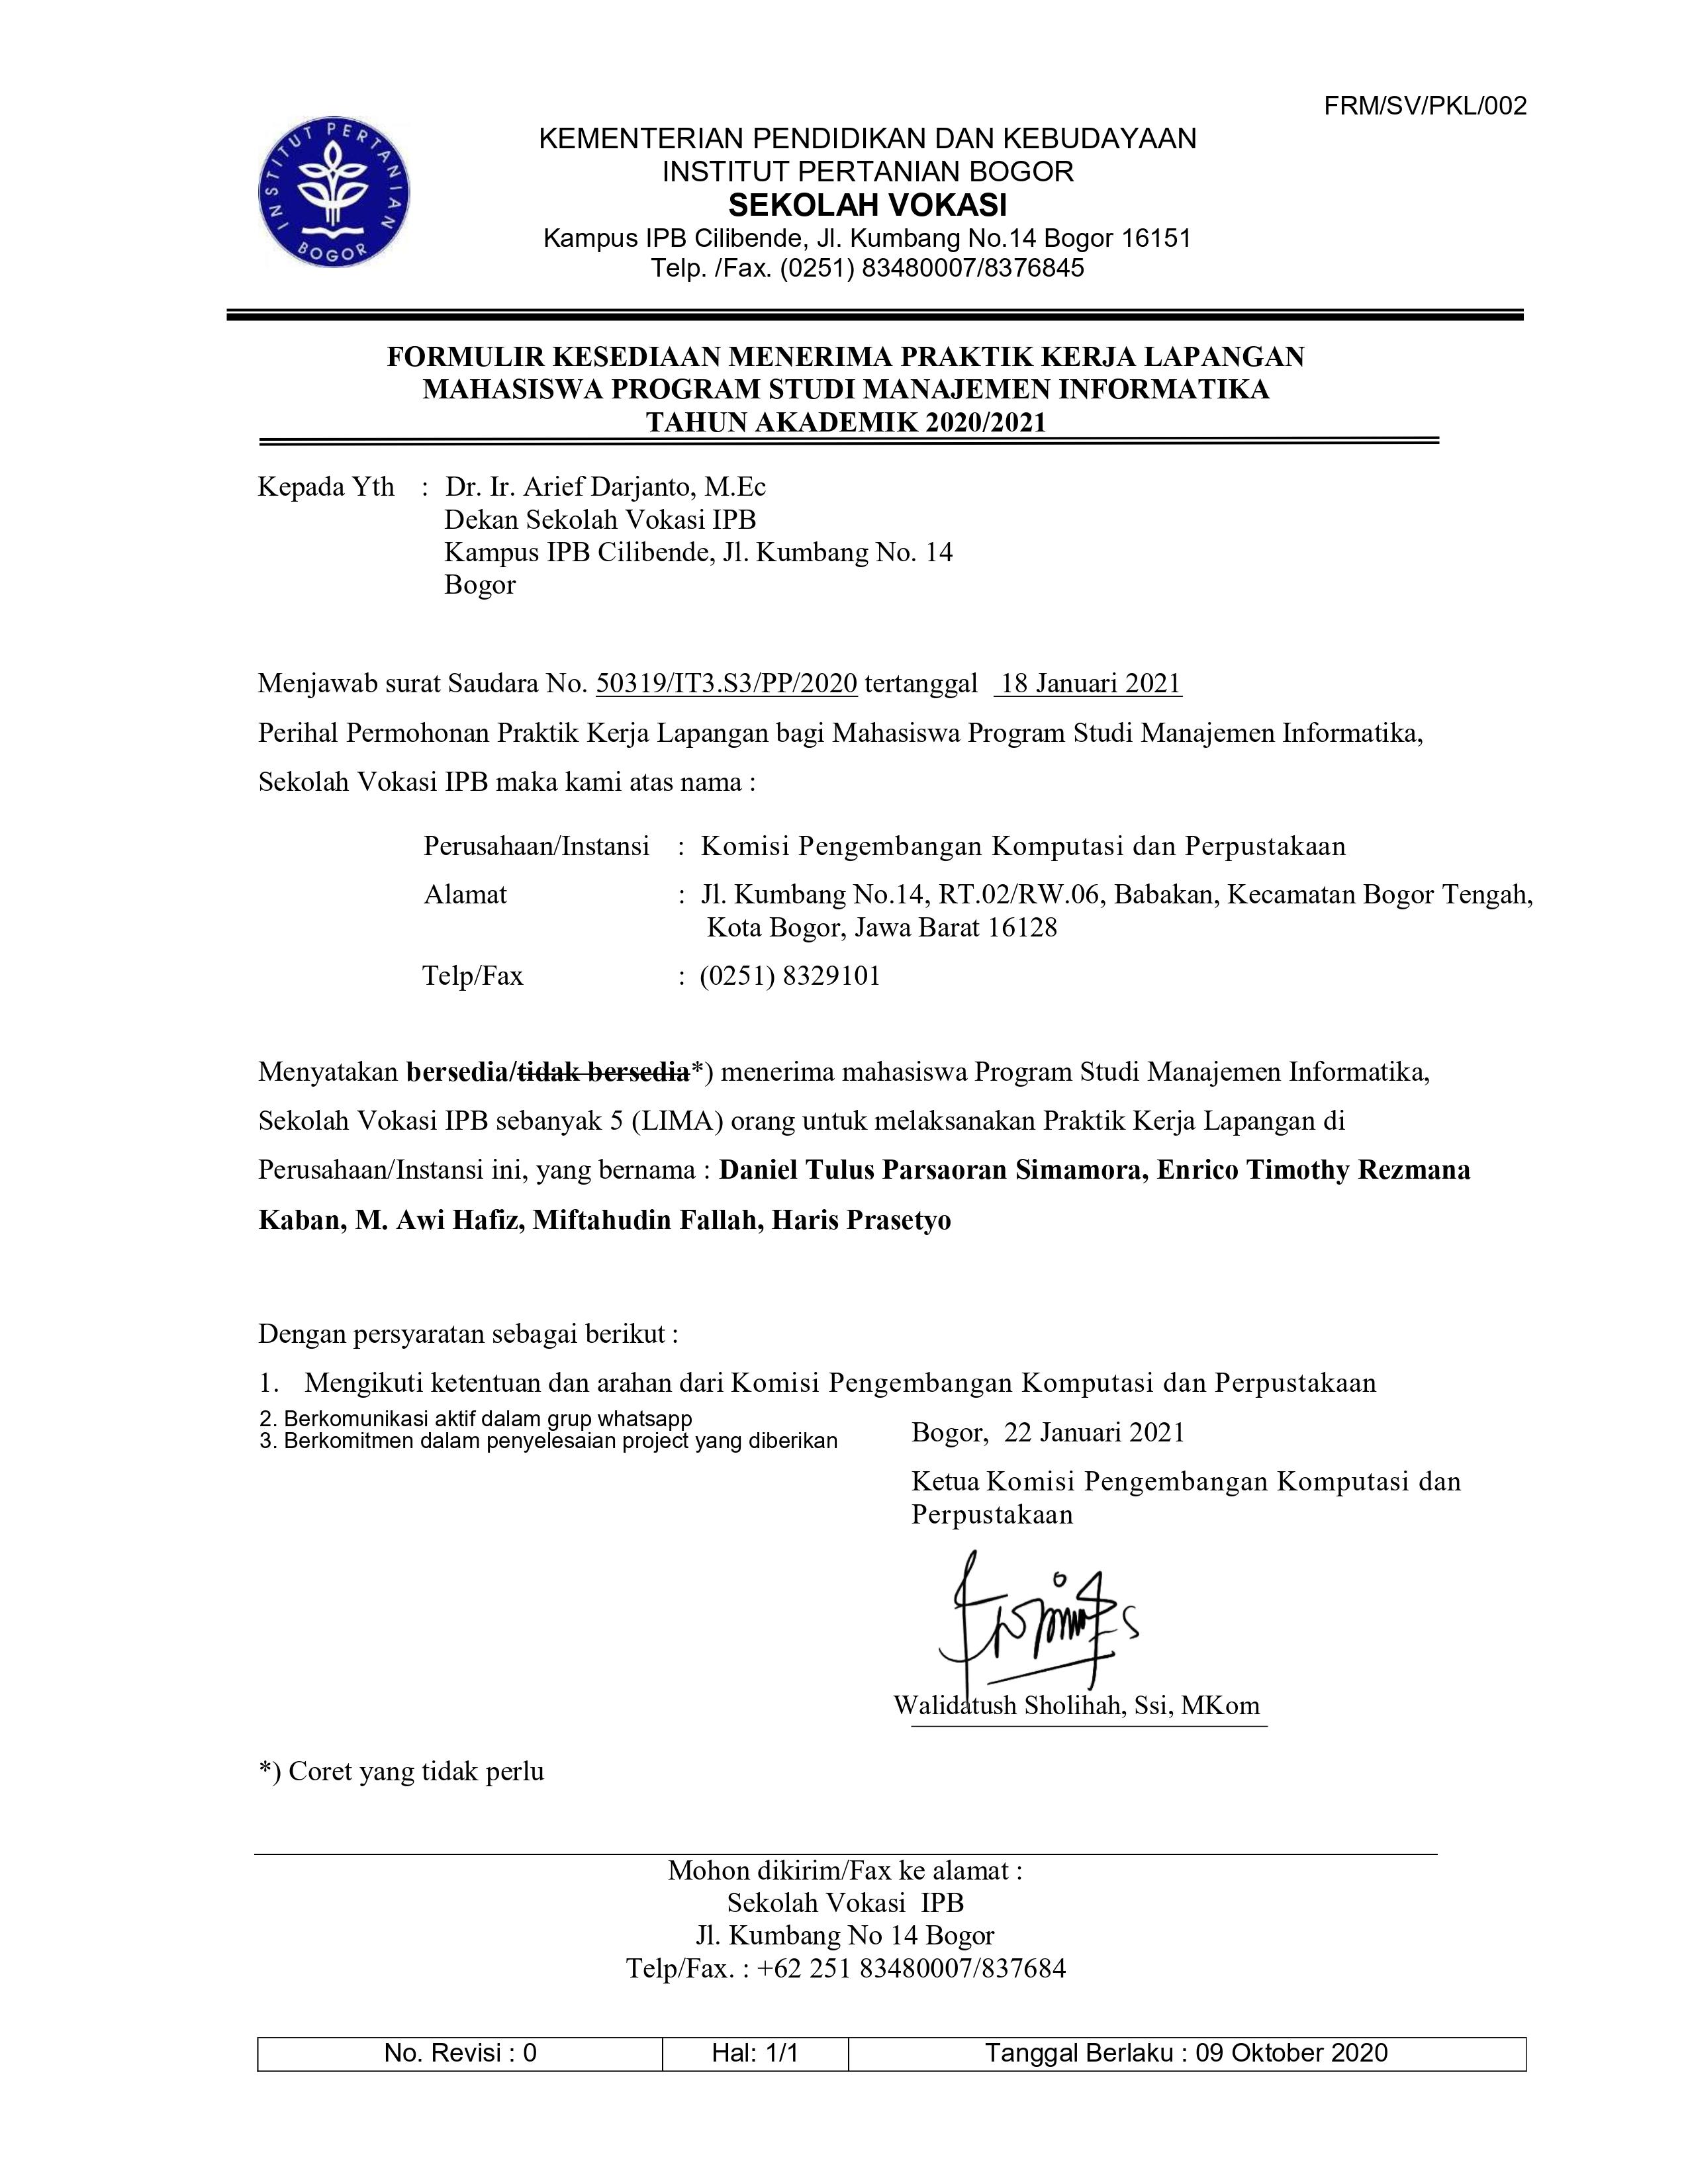 FRM/SV/PKL/002
INSTITUT PERTANIAN
BOGOR
KEMENTERIAN PENDIDIKAN DAN KEBUDAYAAN
INSTITUT PERTANIAN BOGOR
SEKOLAH VOKASI
Kampus IPB Cilibende, Jl. Kumbang No.14 Bogor 16151
Telp. /Fax. (0251) 83480007/8376845
FORMULIR KESEDIAAN MENERIMA PRAKTIK KERJA LAPANGAN
MAHASISWA PROGRAM STUDI MANAJEMEN INFORMATIKA
TAHUN AKADEMIK 2020/2021
Kepada Yth : Dr. Ir. Arief Darjanto, M.Ec
Dekan Sekolah Vokasi IPB
Kampus IPB Cilibende, Jl. Kumbang No. 14
Bogor
Menjawab surat Saudara No. 50319/IT3.S3/PP/2020 tertanggal 18 Januari 2021
Perihal Permohonan Praktik Kerja Lapangan bagi Mahasiswa Program Studi Manajemen Informatika,
Sekolah Vokasi IPB maka kami atas nama :
Perusahaan/Instansi : Komisi Pengembangan Komputasi dan Perpustakaan
Alamat : Jl. Kumbang No.14, RT.02/RW.06, Babakan, Kecamatan Bogor Tengah,
Kota Bogor, Jawa Barat 16128
Telp/Fax : (0251) 8329101
Menyatakan bersedia/tidak bersedia*) menerima mahasiswa Program Studi Manajemen Informatika,
Sekolah Vokasi IPB sebanyak 5 (LIMA) orang untuk melaksanakan Praktik Kerja Lapangan di
Perusahaan/Instansi ini, yang bernama : Daniel Tulus Parsaoran Simamora, Enrico Timothy Rezmana
Kaban, M. Awi Hafiz, Miftahudin Fallah, Haris Prasetyo
Dengan persyaratan sebagai berikut :
1. Mengikuti ketentuan dan arahan dari Komisi Pengembangan Komputasi dan Perpustakaan
2. Berkomunikasi aktif dalam grup whatsapp
3. Berkomitmen dalam penyelesaian project yang diberikan
Bogor, 22 Januari 2021
Ketua Komisi Pengembangan Komputasi dan
Perpustakaan
Walidatush Sholihah, Ssi, MKom
*) Coret yang tidak perlu
Mohon dikirim/Fax ke alamat :
Sekolah Vokasi IPB
Jl. Kumbang No 14 Bogor
Telp/Fax. : +62 251 83480007/837684
No. Revisi : 0 Hal: 1/1 Tanggal Berlaku : 09 Oktober 2020